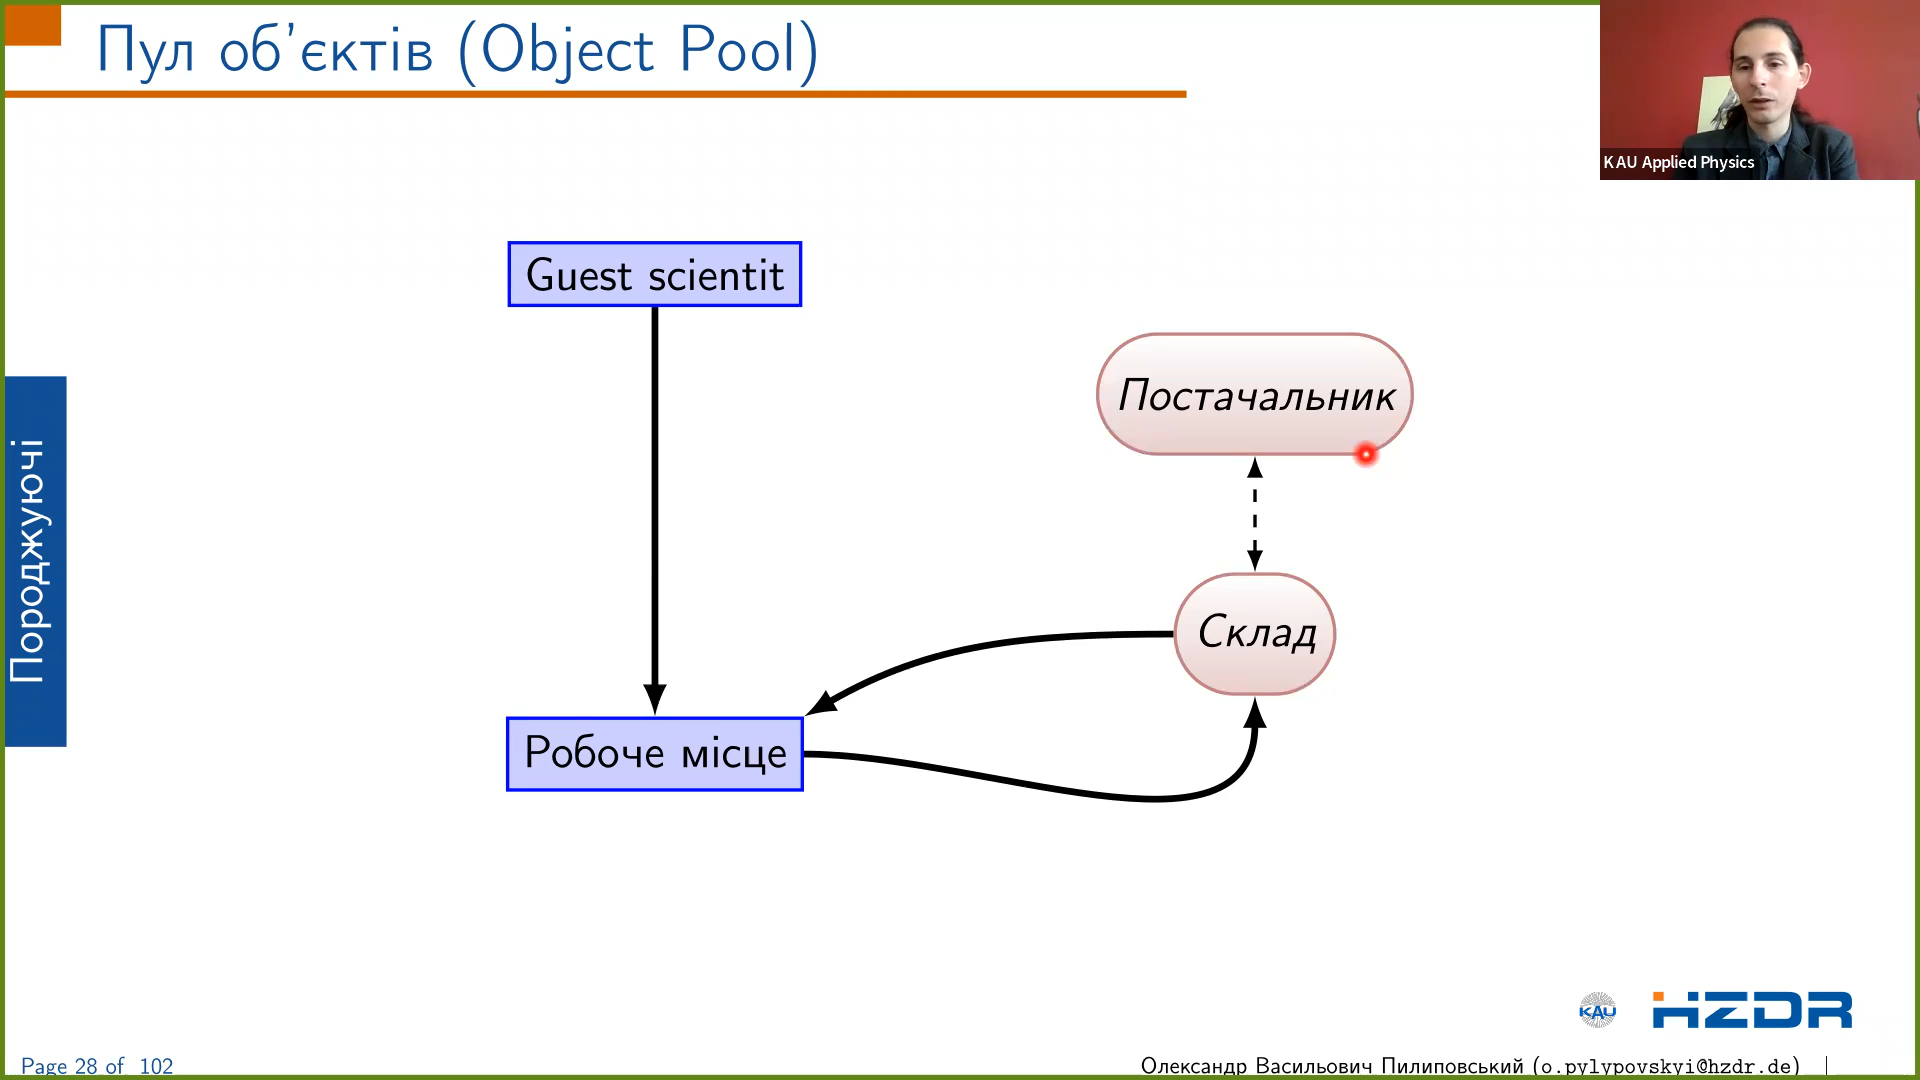 Пул об’єктів (Object Pool)
KAU Applied Physics
Guest scientit
Постачальник
Породжуючі
Склад
Робоче місце
KAU
HZDR
Page 28 of 102
Олександр Васильович Пилиповський (o.pylypovskyi@hzdr.de)